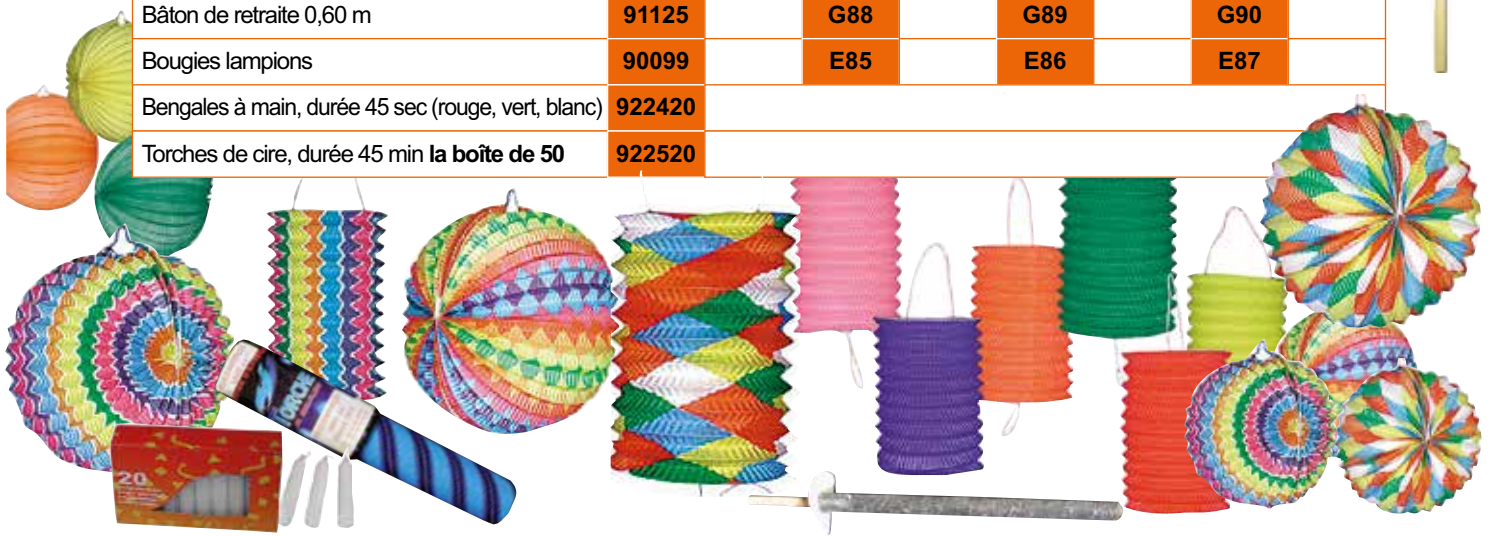 Bâton de retraite 0,60 m 91125 G88 G89 G90
Bougies lampions 90099 E85 E86 E87
Bengales à main, durée 45 sec (rouge, vert, blanc) 922420
Torches de cire, durée 45 min la boîte de 50 922520
20